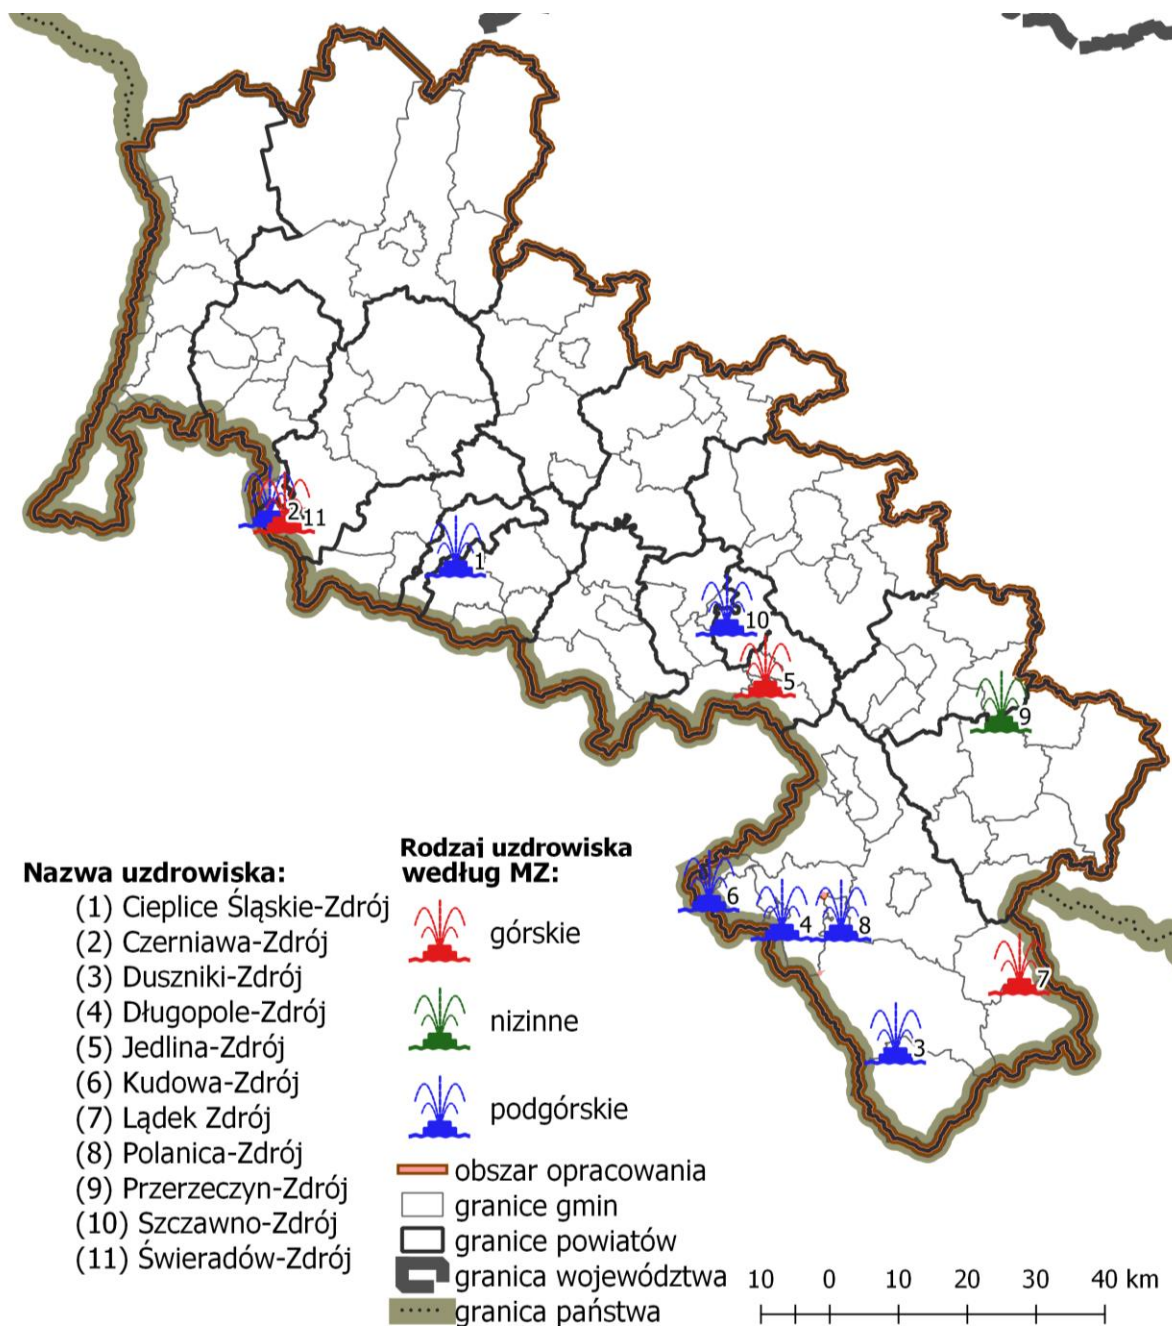 2
11
1
10
5
9
6
4
8
7
3
Nazwa uzdrowiska:
(1) Cieplice Śląskie-Zdrój
(2) Czerniawa-Zdrój
(3) Duszniki-Zdrój
(4) Długopole-Zdrój
(5) Jedlina-Zdrój
(6) Kudowa-Zdrój
(7) Lądek Zdrój
(8) Polanica-Zdrój
(9) Przerzeczyn-Zdrój
(10) Szczawno-Zdrój
(11) Świeradów-Zdrój
Rodzaj uzdrowiska
według MZ:
górskie
nizinne
podgórskie
obszar opracowania
granice gmin
granice powiatów
granica województwa
granica państwa
10 0 10 20 30 40 km